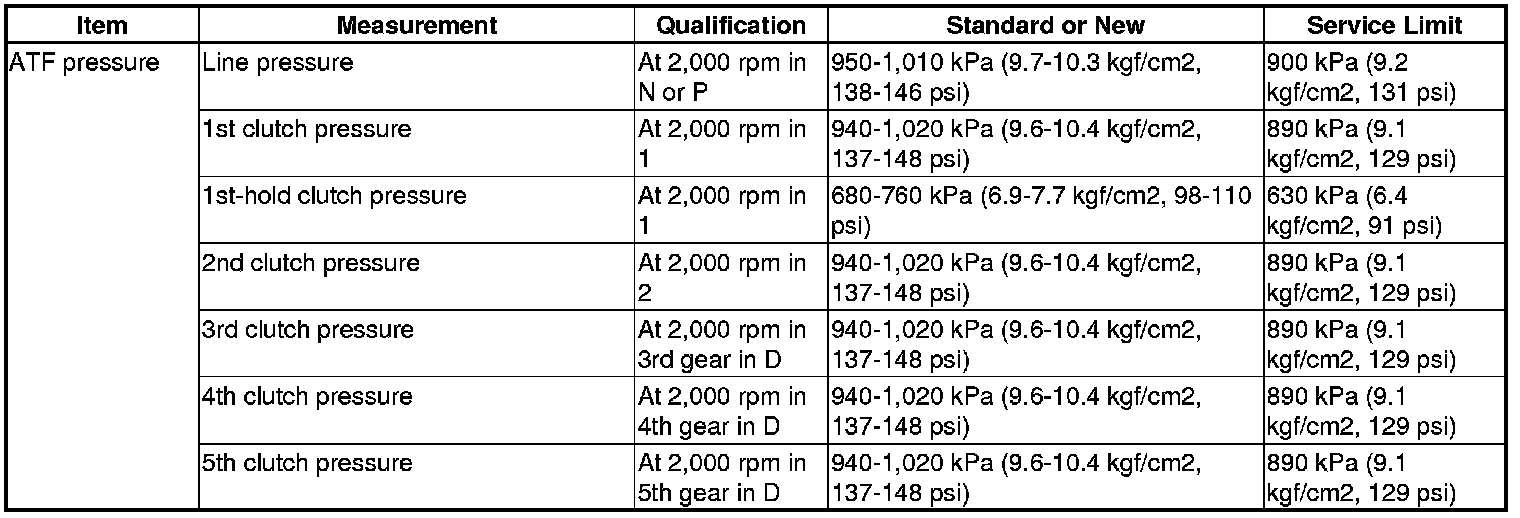 Item Measurement Qualification Standard or New Service Limit
ATF pressure Line pressure At 2,000 rpm in 950-1,010 kPa (9.7-10.3 kgf/cm2, 900 kPa (9.2
N or P 138-146 psi) kgf/cm2, 131 psi)
1st clutch pressure At 2,000 rpm in 940-1,020 kPa (9.6-10.4 kgf/cm2, 890 kPa (9.1
1 137-148 psi) kgf/cm2, 129 psi)
1st-hold clutch pressure At 2,000 rpm in 680-760 kPa (6.9-7.7 kgf/cm2, 98-110 630 kPa (6.4
1 psi) kgf/cm2, 91 psi)
2nd clutch pressure At 2,000 rpm in 940-1,020 kPa (9.6-10.4 kgf/cm2, 890 kPa (9.1
2 137-148 psi) kgf/cm2, 129 psi)
3rd clutch pressure At 2,000 rpm in 940-1,020 kPa (9.6-10.4 kgf/cm2, 890 kPa (9.1
3rd gear in D 137-148 psi) kgf/cm2, 129 psi)
4th clutch pressure At 2,000 rpm in 940-1,020 kPa (9.6-10.4 kgf/cm2, 890 kPa (9.1
4th gear in D 137-148 psi) kgf/cm2, 129 psi)
5th clutch pressure At 2,000 rpm in 940-1,020 kPa (9.6-10.4 kgf/cm2, 890 kPa (9.1
5th gear in D 137-148 psi) kgf/cm2, 129 psi)